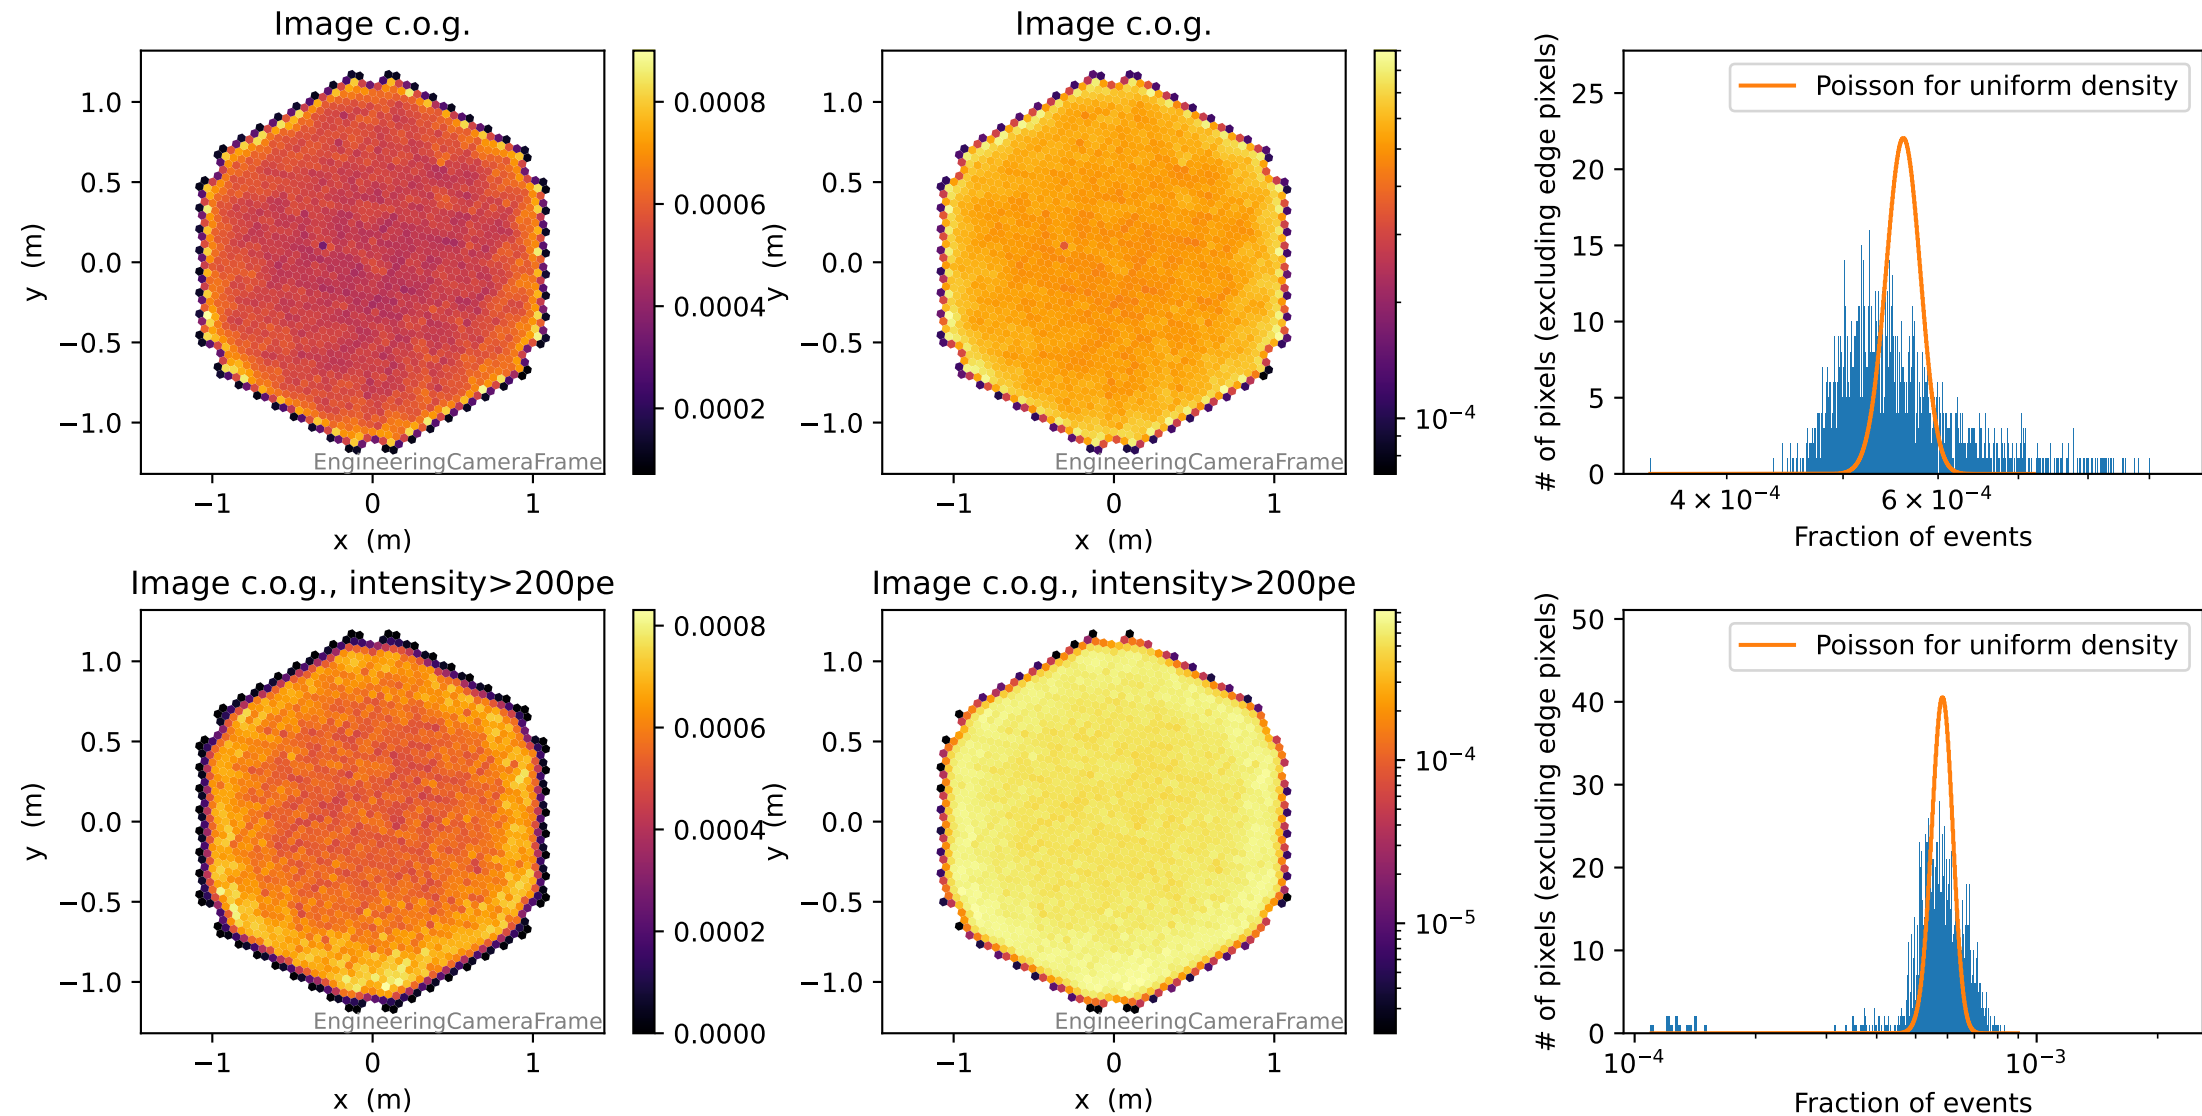 Image c.o.g.
1.0
0.5
0.0
−0.5
−1.0
y (m)
−1
0
1
x (m)
EngineeringCameraFrame
0.0008
0.0006
0.0004
0.0002
Image c.o.g.
1.0
0.5
0.0
−0.5
−1.0
y (m)
−1
0
1
x (m)
EngineeringCameraFrame
10⁻⁴
# of pixels (excluding edge pixels)
25
20
15
10
5
0
Poisson for uniform density
4 × 10⁻⁴
6 × 10⁻⁴
Fraction of events
Image c.o.g., intensity>200pe
1.0
0.5
0.0
−0.5
−1.0
y (m)
−1
0
1
x (m)
EngineeringCameraFrame
0.0008
0.0006
0.0004
0.0002
0.0000
Image c.o.g., intensity>200pe
1.0
0.5
0.0
−0.5
−1.0
y (m)
−1
0
1
x (m)
EngineeringCameraFrame
10⁻⁴
10⁻⁵
# of pixels (excluding edge pixels)
50
40
30
20
10
0
Poisson for uniform density
10⁻⁴
10⁻³
Fraction of events